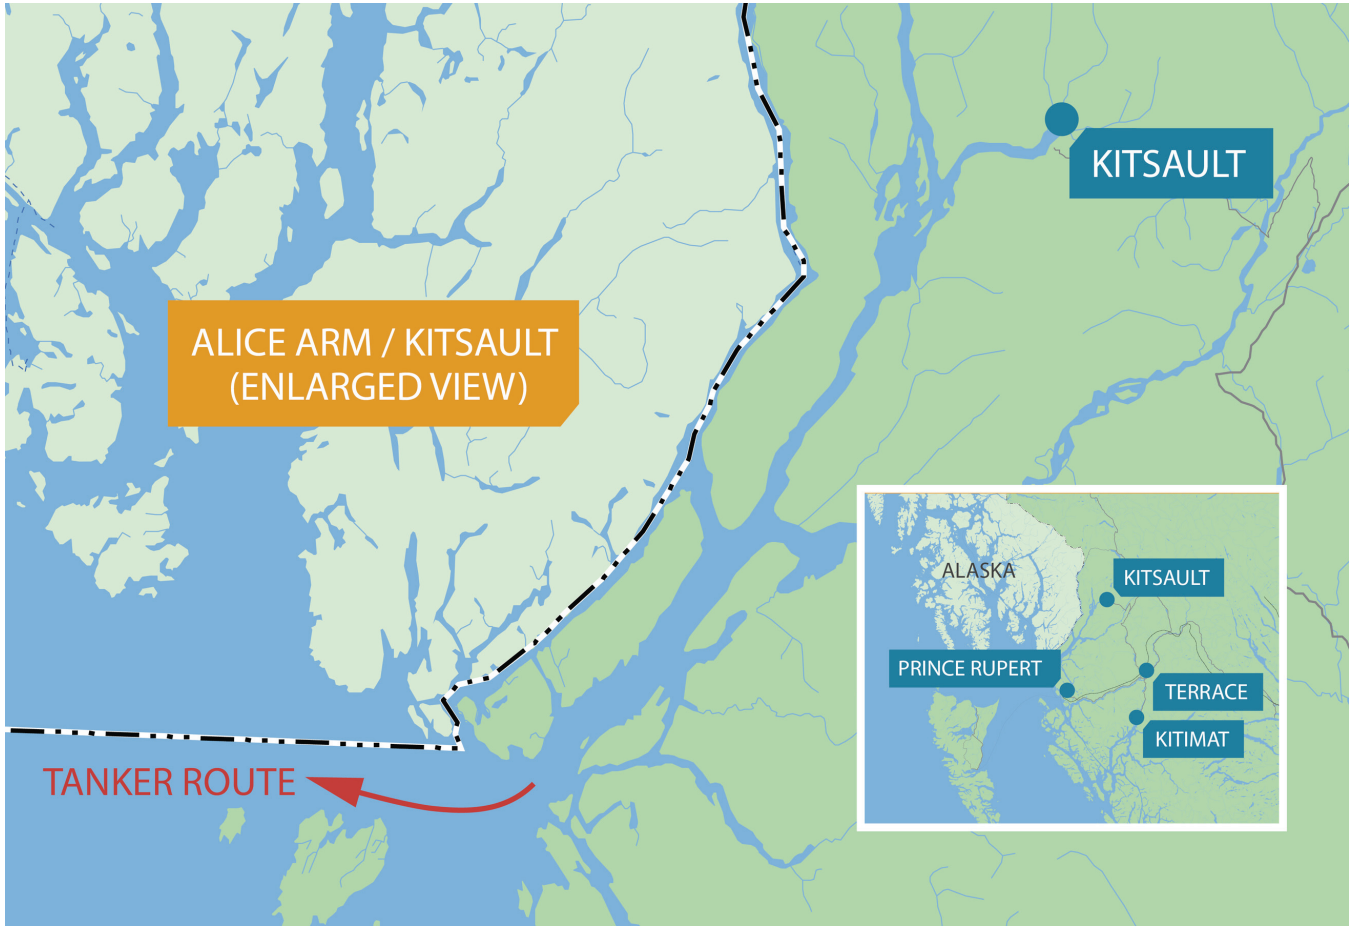 KITSAULT
ALICE ARM / KITSAULT
(ENLARGED VIEW)
ALASKA
KITSAULT
PRINCE RUPERT
TERRACE
KITIMAT
TANKER ROUTE